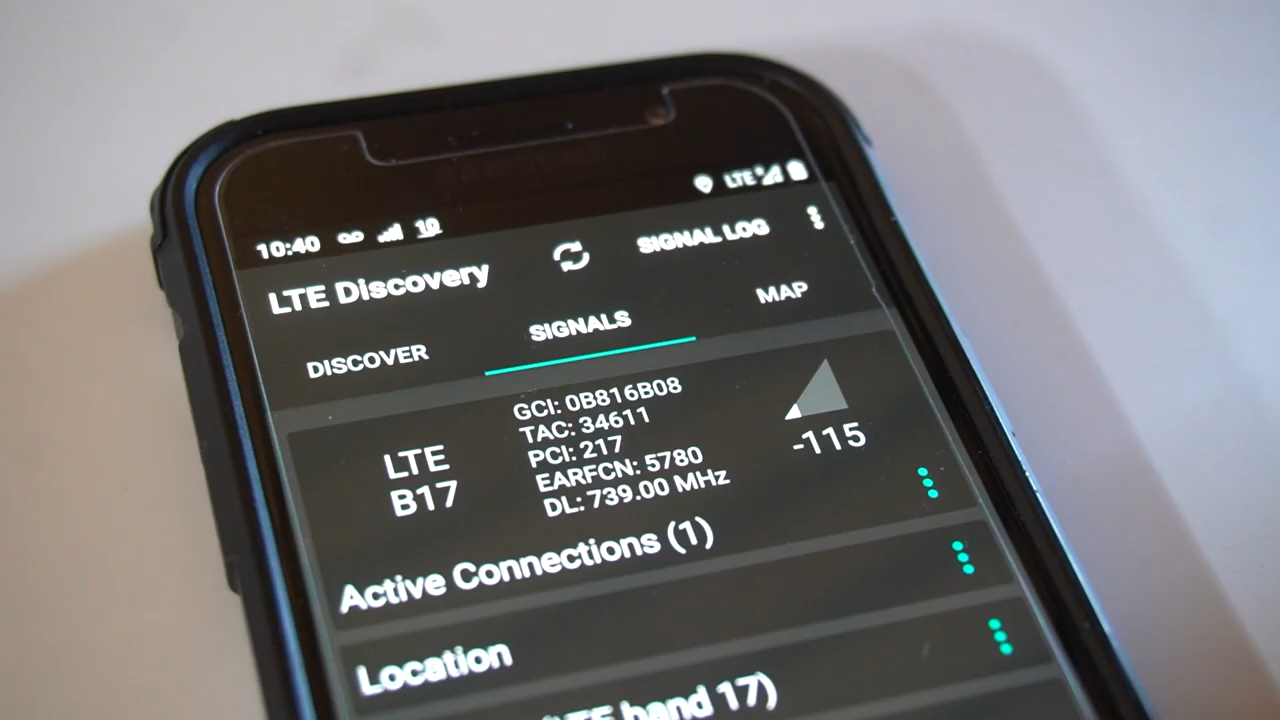 10:40 10 LTE
LTE Discovery SIGNAL LOG
DISCOVER SIGNALS MAP
LTE
B17
GCI: 0B816B08
TAC: 34611
PCI: 217
EARFCN: 5780
DL: 739.00 MHz
-115
Active Connections (1)
Location
(LTE band 17)